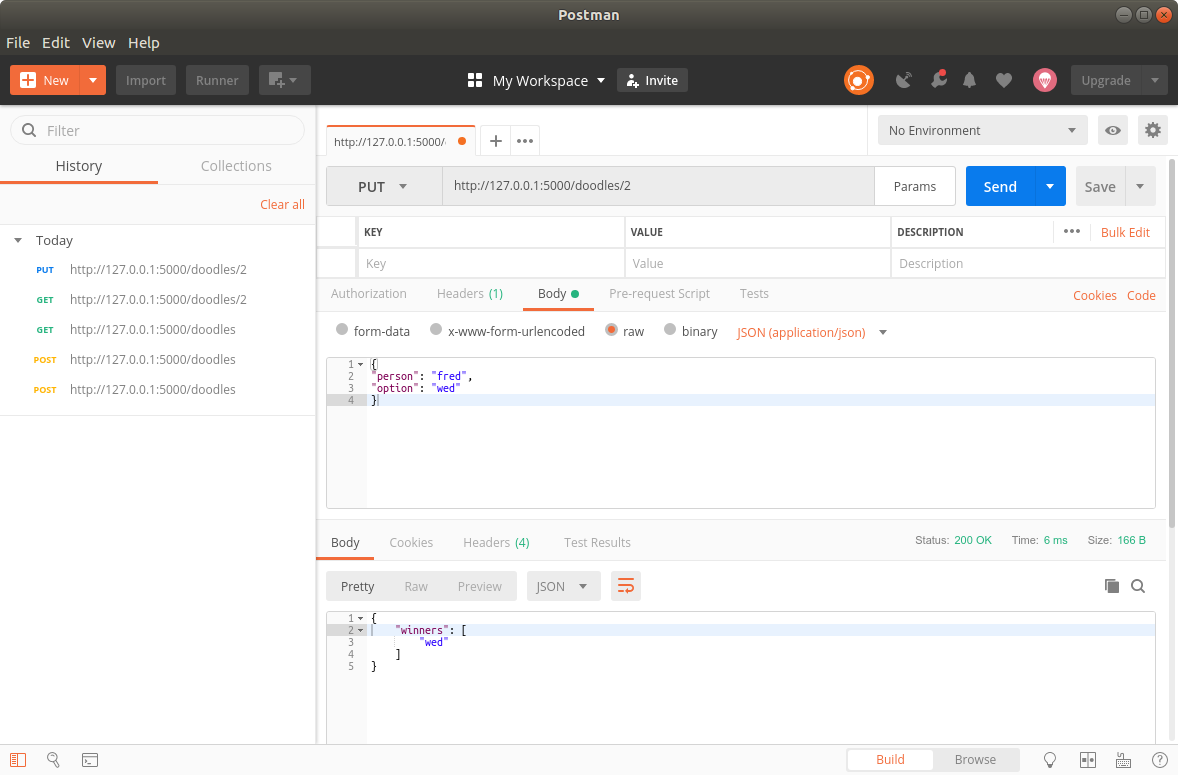 Postman
File Edit View Help
New Import Runner My Workspace Invite Upgrade
Filter
History Collections
Clear all
Today
PUT http://127.0.0.1:5000/doodles/2
GET http://127.0.0.1:5000/doodles/2
GET http://127.0.0.1:5000/doodles
POST http://127.0.0.1:5000/doodles
POST http://127.0.0.1:5000/doodles
http://127.0.0.1:5000/ + ••• No Environment
PUT http://127.0.0.1:5000/doodles/2 Params Send Save
KEY VALUE DESCRIPTION ••• Bulk Edit
Key Value Description
Authorization Headers (1) Body Pre-request Script Tests Cookies Code
form-data x-www-form-urlencoded raw binary JSON (application/json)
1 {
2 "person": "fred",
3 "option": "wed"
4 }
Body Cookies Headers (4) Test Results Status: 200 OK Time: 6 ms Size: 166 B
Pretty Raw Preview JSON
1 {
2 "winners": [
3 "wed"
4 ]
5 }
Build Browse